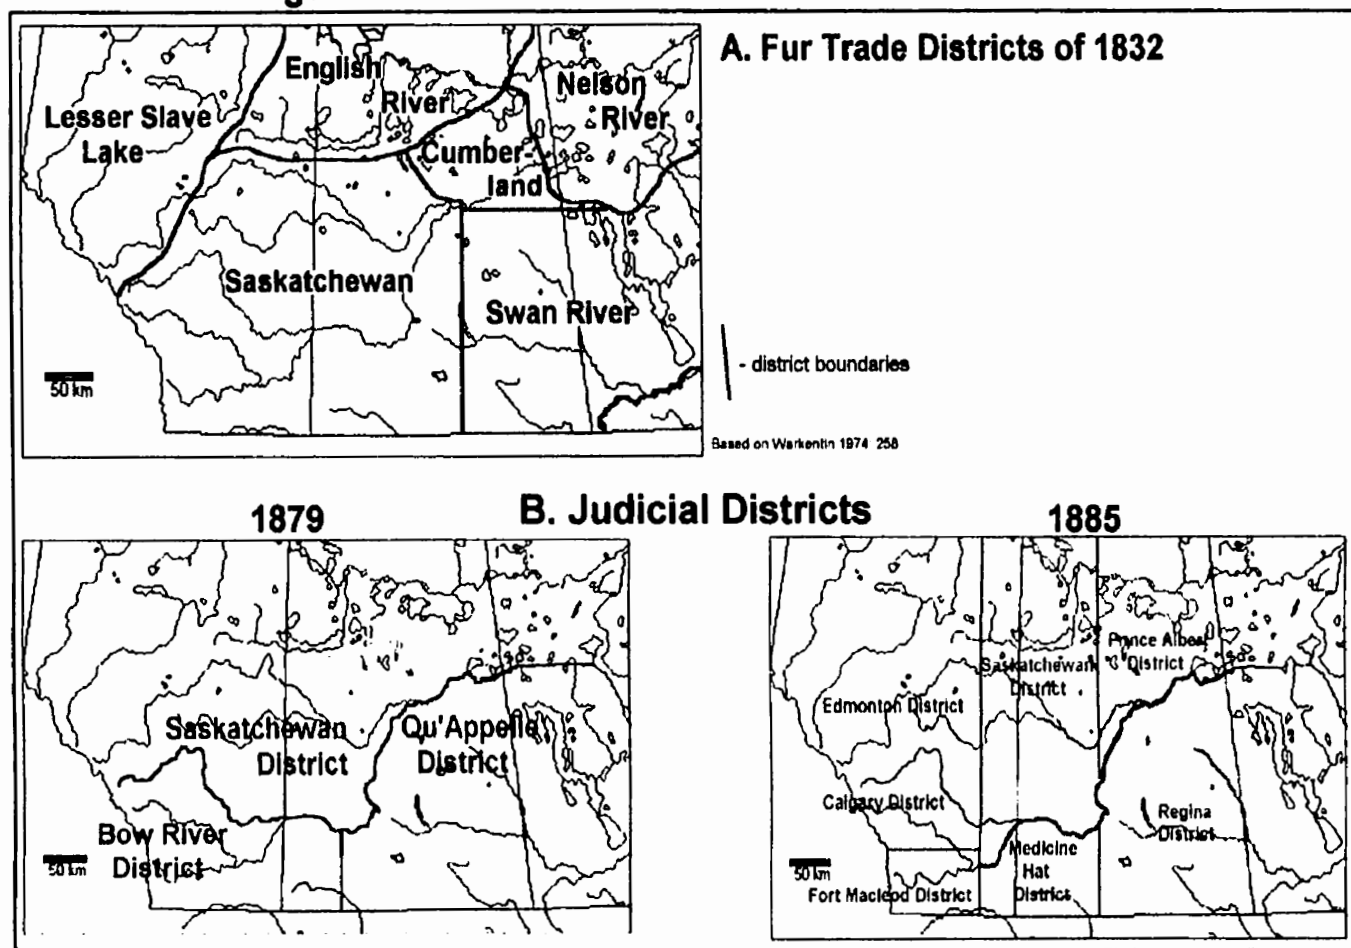 A. Fur Trade Districts of 1832
English
River
Nelson
River
Lesser Slave
Lake
Cumber-
land
Saskatchewan
Swan River
50 km
- district boundaries
Based on Warkentin 1974 258
B. Judicial Districts
1879
1885
Saskatchewan
District
Qu'Appelle
District
Bow River
District
50 km
Prince Albert
District
Saskatchewan
District
Edmonton District
Calgary District
Regina
District
Medicine
Hat
District
Fort Macleod District
50 km